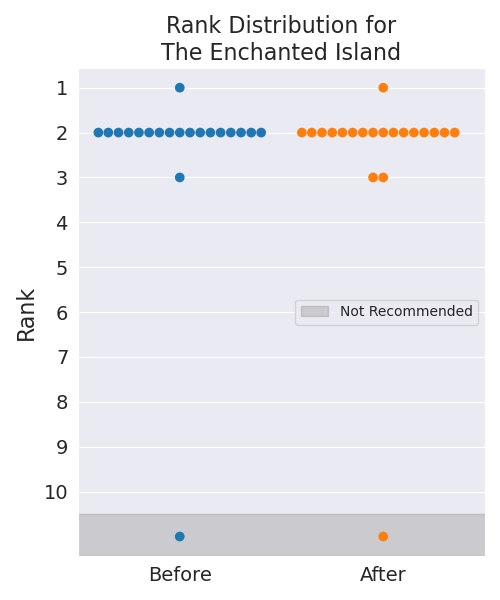 Rank Distribution for
The Enchanted Island
Rank
1
2
3
4
5
6
7
8
9
10
Not Recommended
Before
After